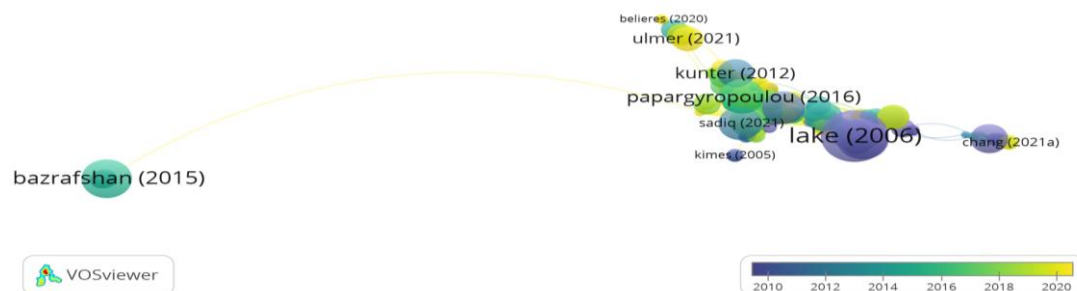 belieres (2020)
ulmer (2021)
kunter (2012)
papargyropoulou (2016)
sadiq (2021)
lake (2006)
chang (2021a)
kimes (2005)
bazrafshan (2015)
VOSviewer
2010 2012 2014 2016 2018 2020